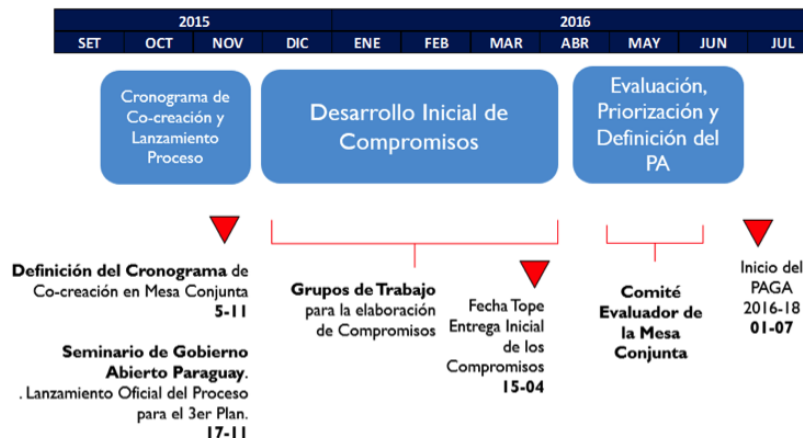 2015 2016
SET OCT NOV DIC ENE FEB MAR ABR MAY JUN JUL
Cronograma de
Co-creación y
Lanzamiento
Proceso
Desarrollo Inicial de
Compromisos
Evaluación,
Priorización y
Definición del
PA
Definición del Cronograma de
Co-creación en Mesa Conjunta
5-11
Seminario de Gobierno
Abierto Paraguay.
. Lanzamiento Oficial del Proceso
para el 3er Plan.
17-11
Grupos de Trabajo
para la elaboración
de Compromisos
Fecha Tope
Entrega Inicial
de los
Compromisos
15-04
Comité
Evaluador de
la Mesa
Conjunta
Inicio del
PAGA
2016-18
01-07